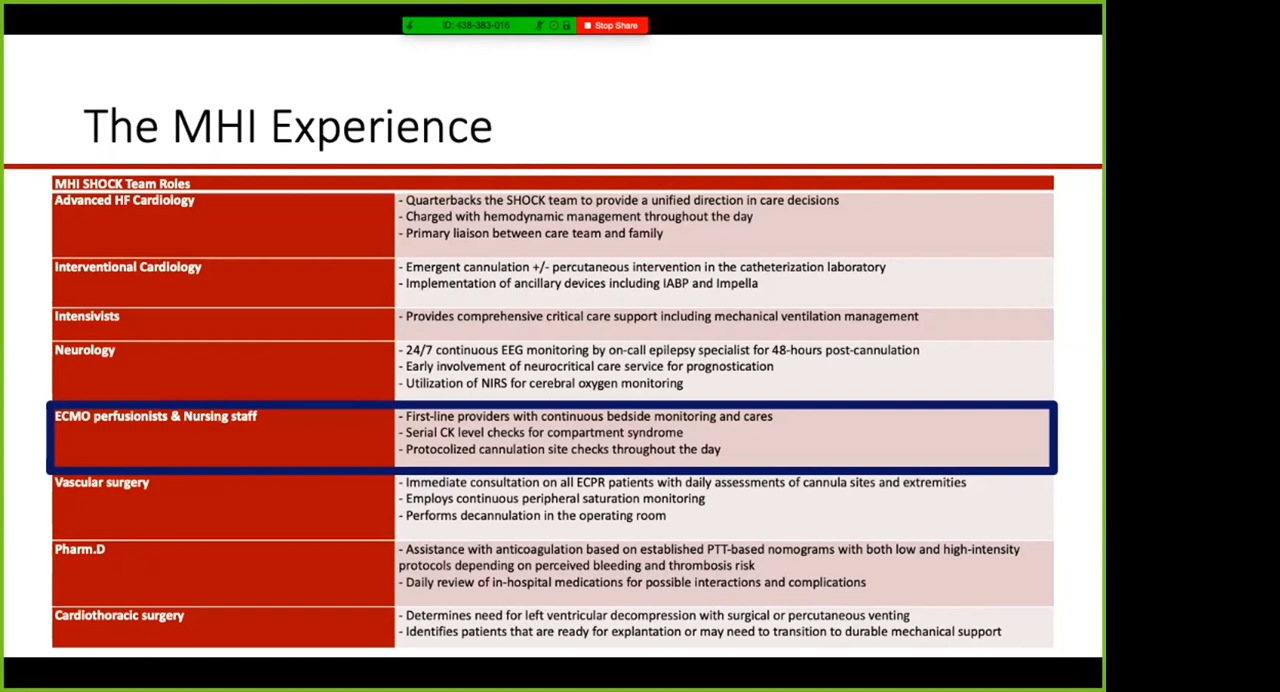 ID: 438-383-016
Stop Share
The MHI Experience
MHI SHOCK Team Roles
Advanced HF Cardiology
- Quarterbacks the SHOCK team to provide a unified direction in care decisions
- Charged with hemodynamic management throughout the day
- Primary liaison between care team and family
Interventional Cardiology
- Emergent cannulation +/- percutaneous intervention in the catheterization laboratory
- Implementation of ancillary devices including IABP and Impella
Intensivists
- Provides comprehensive critical care support including mechanical ventilation management
Neurology
- 24/7 continuous EEG monitoring by on-call epilepsy specialist for 48-hours post-cannulation
- Early involvement of neurocritical care service for prognostication
- Utilization of NIRS for cerebral oxygen monitoring
ECMO perfusionists & Nursing staff
- First-line providers with continuous bedside monitoring and cares
- Serial CK level checks for compartment syndrome
- Protocolized cannulation site checks throughout the day
Vascular surgery
- Immediate consultation on all ECPR patients with daily assessments of cannula sites and extremities
- Employs continuous peripheral saturation monitoring
- Performs decannulation in the operating room
Pharm.D
- Assistance with anticoagulation based on established PTT-based nomograms with both low and high-intensity
protocols depending on perceived bleeding and thrombosis risk
- Daily review of in-hospital medications for possible interactions and complications
Cardiothoracic surgery
- Determines need for left ventricular decompression with surgical or percutaneous venting
- Identifies patients that are ready for explantation or may need to transition to durable mechanical support